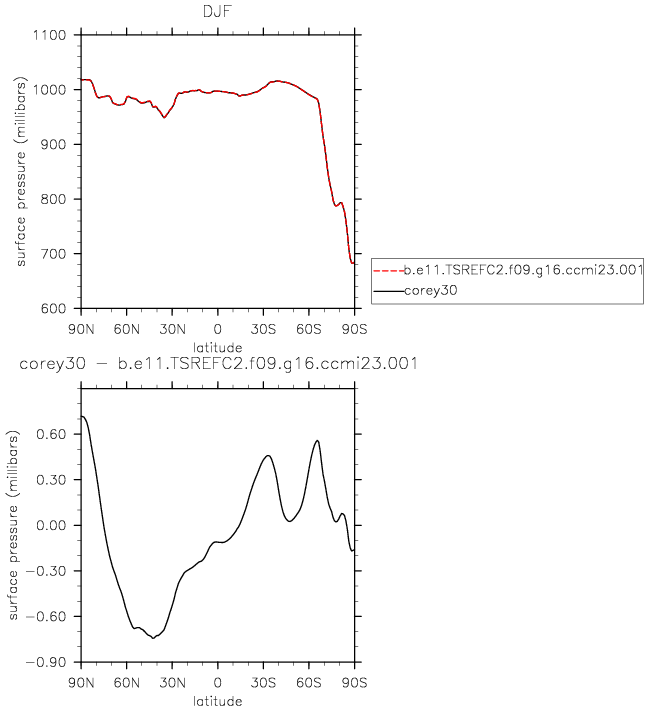 DJF
1100
1000
900
800
700
600
surface pressure (millibars)
90N 60N 30N 0 30S 60S 90S
latitude
b.e11.TSREFC2.f09.g16.ccmi23.001
corey30
corey30 - b.e11.TSREFC2.f09.g16.ccmi23.001
0.60
0.30
0.00
-0.30
-0.60
-0.90
surface pressure (millibars)
90N 60N 30N 0 30S 60S 90S
latitude